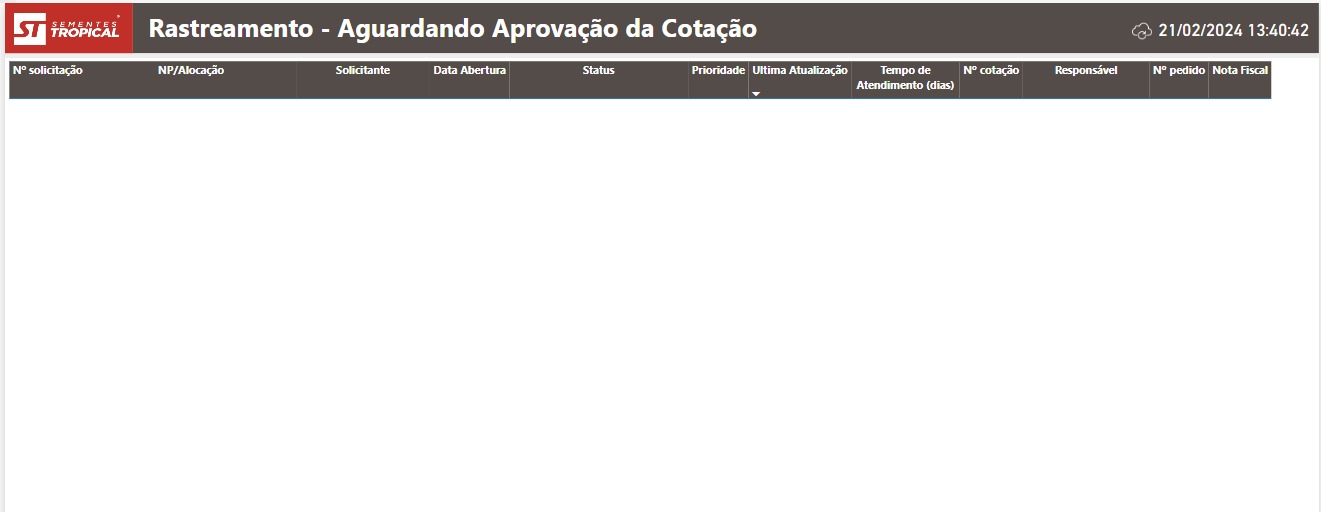 ST SEMENTES TROPICAL
Rastreamento - Aguardando Aprovação da Cotação
21/02/2024 13:40:42
Nº solicitação NP/Alocação Solicitante Data Abertura Status Prioridade Ultima Atualização Tempo de Atendimento (dias) Nº cotação Responsável Nº pedido Nota Fiscal